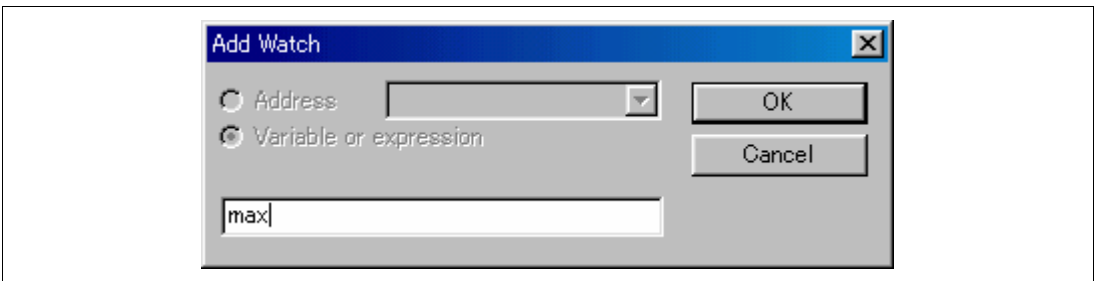 Add Watch
Address
OK
Variable or expression
Cancel
max